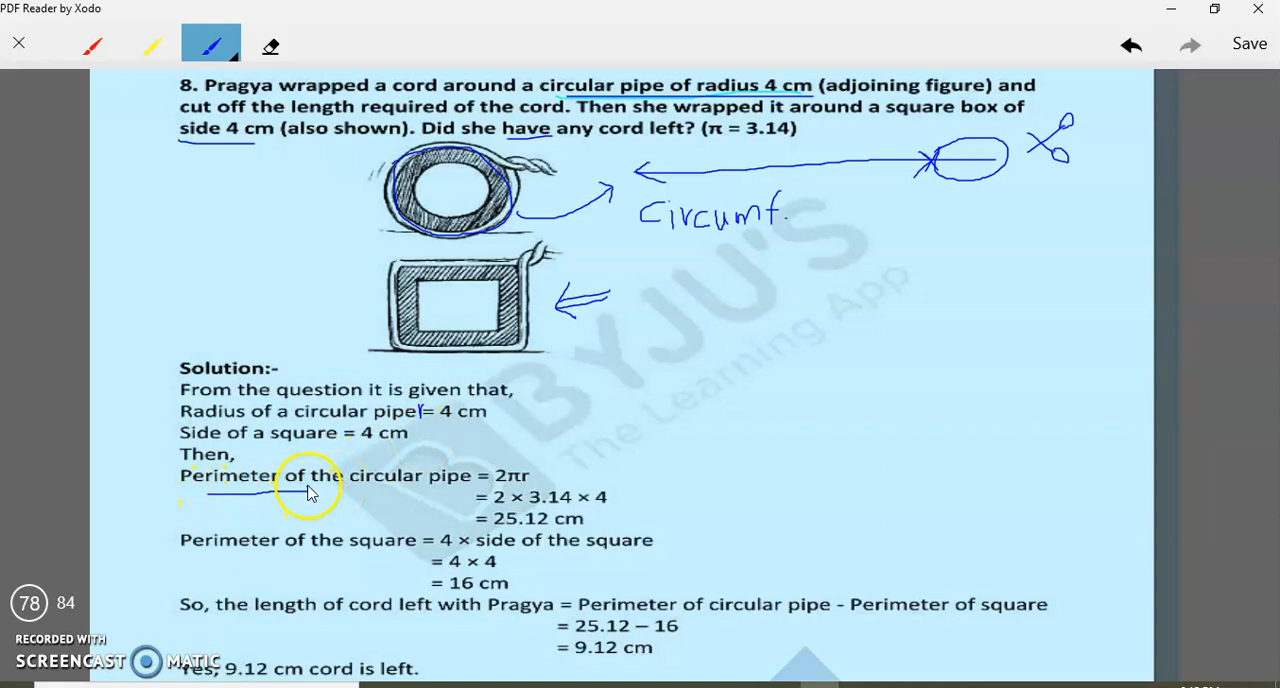 PDF Reader by Xodo
Save
8. Pragya wrapped a cord around a circular pipe of radius 4 cm (adjoining figure) and
cut off the length required of the cord. Then she wrapped it around a square box of
side 4 cm (also shown). Did she have any cord left? (π = 3.14)
Circumf.
BYJU'S
The Learning App
Solution:-
From the question it is given that,
Radius of a circular pipe r = 4 cm
Side of a square = 4 cm
Then,
Perimeter of the circular pipe = 2πr
= 2 × 3.14 × 4
= 25.12 cm
Perimeter of the square = 4 × side of the square
= 4 × 4
= 16 cm
78 84
So, the length of cord left with Pragya = Perimeter of circular pipe - Perimeter of square
= 25.12 – 16
= 9.12 cm
RECORDED WITH
SCREENCAST MATIC
Yes, 9.12 cm cord is left.